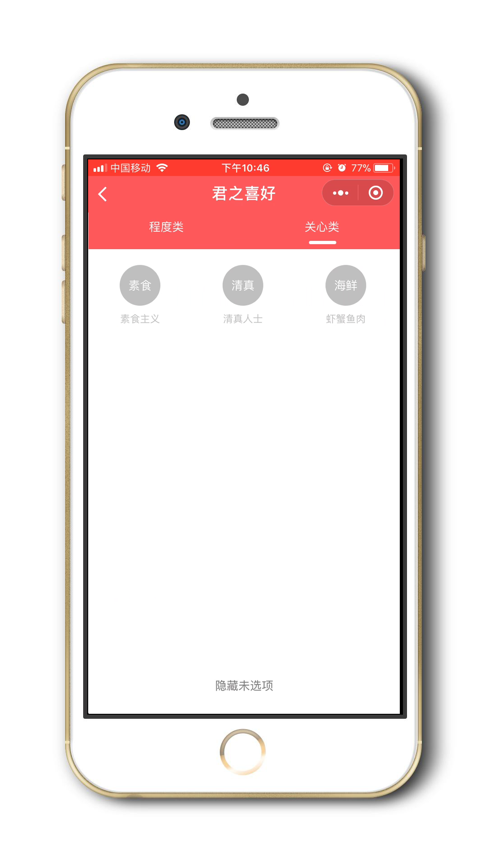 中国移动
下午10:46
77%
君之喜好
程度类
关心类
素食
清真
海鲜
素食主义
清真人士
虾蟹鱼肉
隐藏未选项